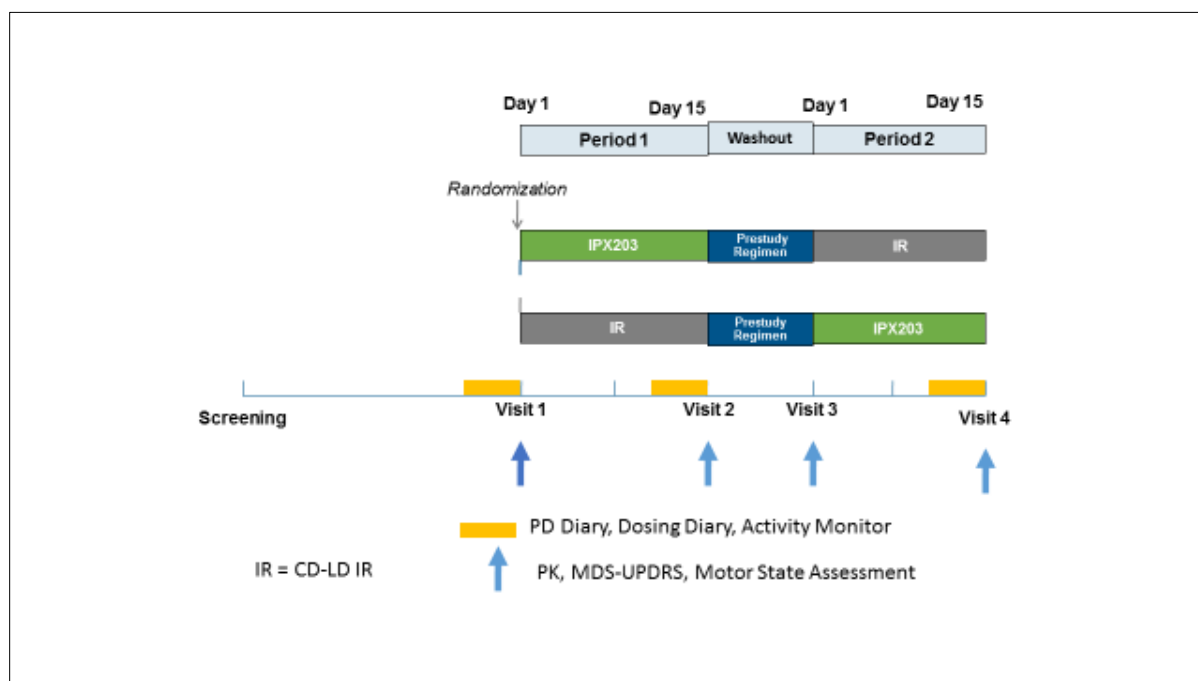 Day 1
Day 15
Day 1
Day 15
Period 1
Washout
Period 2
Randomization
IPX203
Prestudy
Regimen
IR
IR
Prestudy
Regimen
IPX203
Screening
Visit 1
Visit 2
Visit 3
Visit 4
PD Diary, Dosing Diary, Activity Monitor
IR = CD-LD IR
PK, MDS-UPDRS, Motor State Assessment